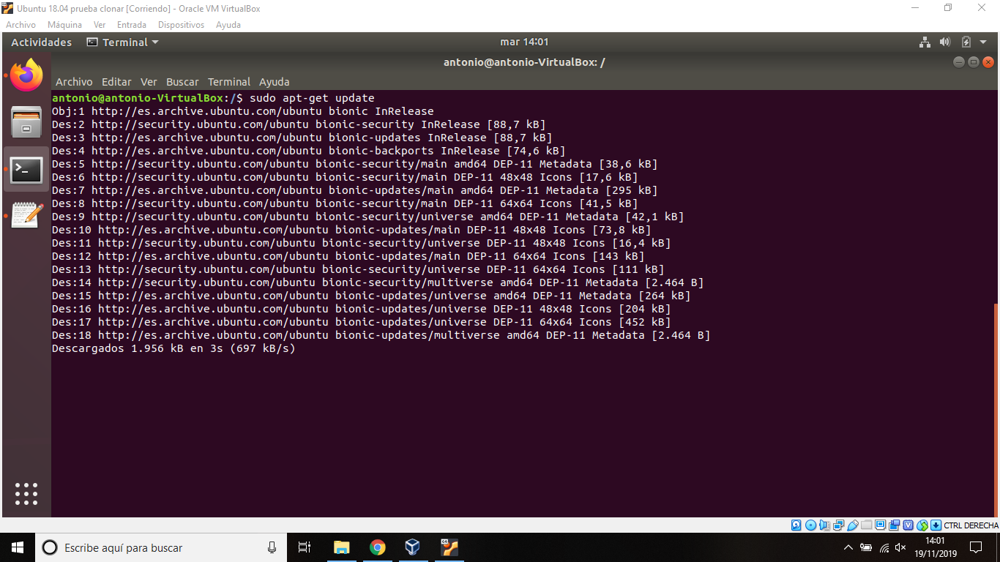 Ubuntu 18.04 prueba clonar [Corriendo] - Oracle VM VirtualBox
Archivo Máquina Ver Entrada Dispositivos Ayuda
Actividades Terminal mar 14:01
antonio@antonio-VirtualBox: /
Archivo Editar Ver Buscar Terminal Ayuda
antonio@antonio-VirtualBox:/$ sudo apt-get update
Obj:1 http://es.archive.ubuntu.com/ubuntu bionic InRelease
Des:2 http://security.ubuntu.com/ubuntu bionic-security InRelease [88,7 kB]
Des:3 http://es.archive.ubuntu.com/ubuntu bionic-updates InRelease [88,7 kB]
Des:4 http://es.archive.ubuntu.com/ubuntu bionic-backports InRelease [74,6 kB]
Des:5 http://security.ubuntu.com/ubuntu bionic-security/main amd64 DEP-11 Metadata [38,6 kB]
Des:6 http://security.ubuntu.com/ubuntu bionic-security/main DEP-11 48x48 Icons [17,6 kB]
Des:7 http://es.archive.ubuntu.com/ubuntu bionic-updates/main amd64 DEP-11 Metadata [295 kB]
Des:8 http://security.ubuntu.com/ubuntu bionic-security/main DEP-11 64x64 Icons [41,5 kB]
Des:9 http://security.ubuntu.com/ubuntu bionic-security/universe amd64 DEP-11 Metadata [42,1 kB]
Des:10 http://es.archive.ubuntu.com/ubuntu bionic-updates/main DEP-11 48x48 Icons [73,8 kB]
Des:11 http://security.ubuntu.com/ubuntu bionic-security/universe DEP-11 48x48 Icons [16,4 kB]
Des:12 http://es.archive.ubuntu.com/ubuntu bionic-updates/main DEP-11 64x64 Icons [143 kB]
Des:13 http://security.ubuntu.com/ubuntu bionic-security/universe DEP-11 64x64 Icons [111 kB]
Des:14 http://security.ubuntu.com/ubuntu bionic-security/multiverse amd64 DEP-11 Metadata [2.464 B]
Des:15 http://es.archive.ubuntu.com/ubuntu bionic-updates/universe amd64 DEP-11 Metadata [264 kB]
Des:16 http://es.archive.ubuntu.com/ubuntu bionic-updates/universe DEP-11 48x48 Icons [204 kB]
Des:17 http://es.archive.ubuntu.com/ubuntu bionic-updates/universe DEP-11 64x64 Icons [452 kB]
Des:18 http://es.archive.ubuntu.com/ubuntu bionic-updates/multiverse amd64 DEP-11 Metadata [2.464 B]
Descargados 1.956 kB en 3s (697 kB/s)
CTRL DERECHA
Escribe aquí para buscar
14:01
19/11/2019